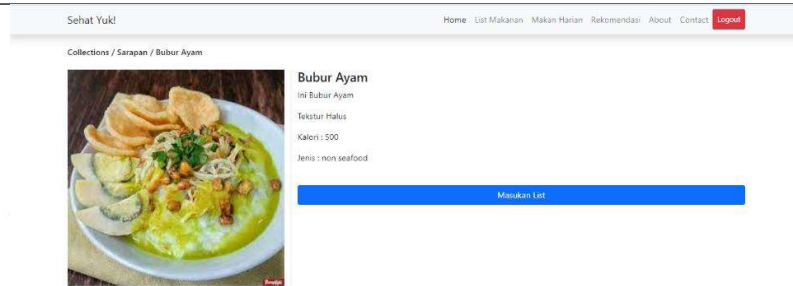 Sehat Yuk!
Home List Makanan Makan Harian Rekomendasi About Contact Logout
Collections / Sarapan / Bubur Ayam
Bubur Ayam
Ini Bubur Ayam
Tekstur Halus
Kalori : 500
Jenis : non seafood
Masukan List